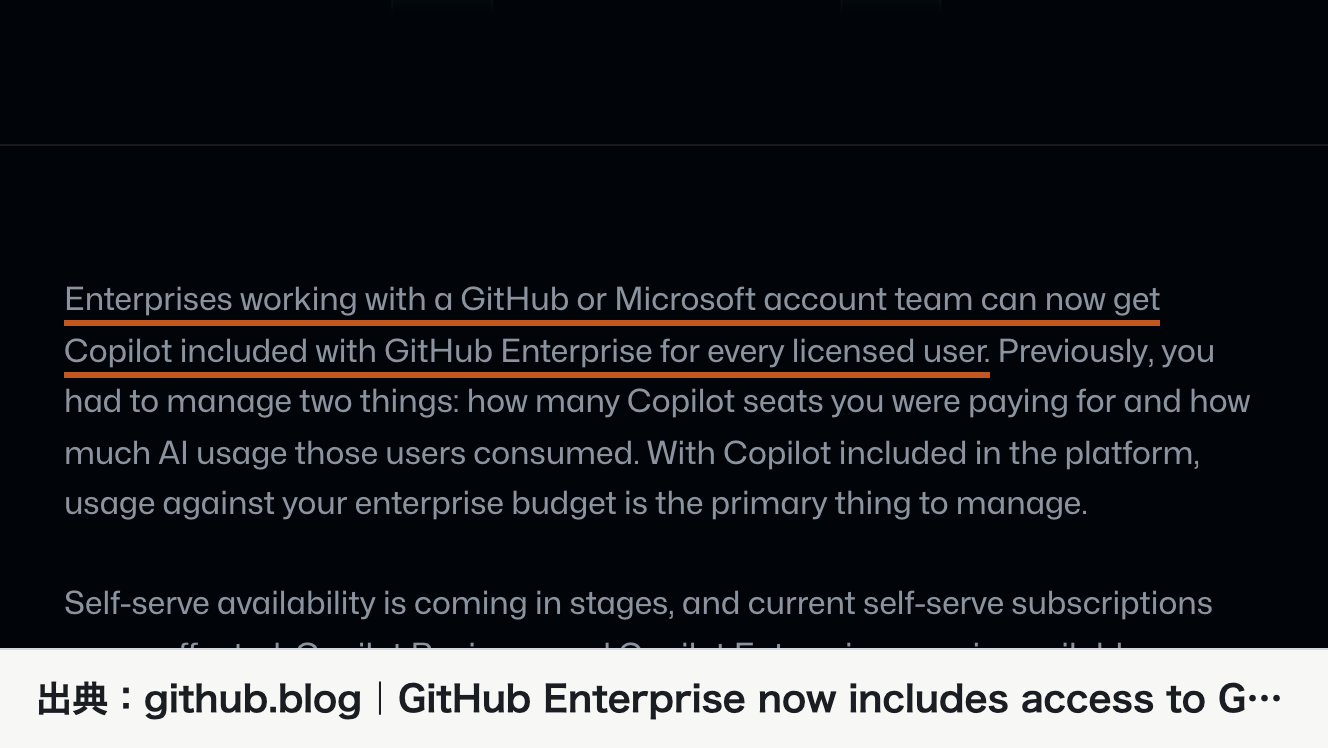 Enterprises working with a GitHub or Microsoft account team can now get
Copilot included with GitHub Enterprise for every licensed user. Previously, you
had to manage two things: how many Copilot seats you were paying for and how
much AI usage those users consumed. With Copilot included in the platform,
usage against your enterprise budget is the primary thing to manage.
Self-serve availability is coming in stages, and current self-serve subscriptions
出典：github.blog｜GitHub Enterprise now includes access to G…